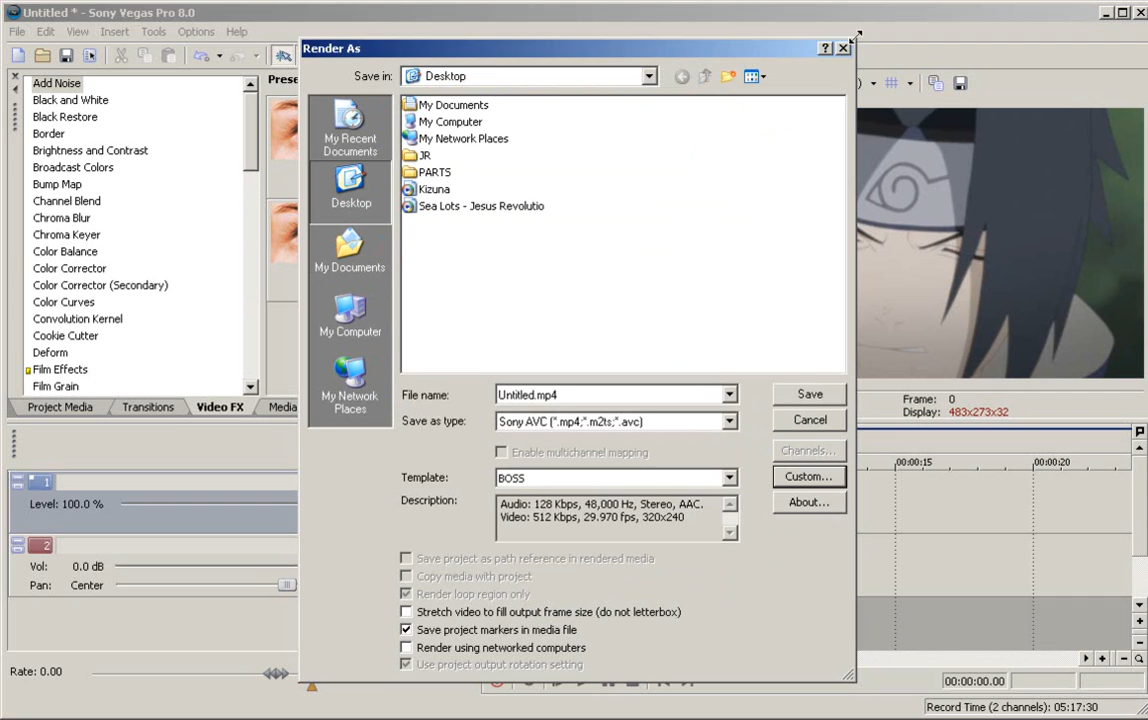 Untitled * - Sony Vegas Pro 8.0
File Edit View Insert Tools Options Help
Render As
Save in: Desktop
Add Noise
Black and White
Black Restore
Border
Brightness and Contrast
Broadcast Colors
Bump Map
Channel Blend
Chroma Blur
Chroma Keyer
Color Balance
Color Corrector
Color Corrector (Secondary)
Color Curves
Convolution Kernel
Cookie Cutter
Deform
Film Effects
Film Grain
Project Media Transitions Video FX Media
My Recent Documents
Desktop
My Documents
My Computer
My Network Places
My Documents
My Computer
My Network Places
JR
PARTS
Kizuna
Sea Lots - Jesus Revolutio
File name: Untitled.mp4 Save
Save as type: Sony AVC (*.mp4;*.m2ts;*.avc) Cancel
Enable multichannel mapping Channels...
Template: BOSS Custom...
Description: Audio: 128 Kbps, 48,000 Hz, Stereo, AAC. About...
Video: 512 Kbps, 29.970 fps, 320x240
Save project as path reference in rendered media
Copy media with project
Render loop region only
Stretch video to fill output frame size (do not letterbox)
Save project markers in media file
Render using networked computers
Use project output rotation setting
Frame: 0
Display: 483x273x32
00:00:15 00:00:20
1
Level: 100.0 %
2
Vol: 0.0 dB
Pan: Center
Rate: 0.00
00:00:00.00
Record Time (2 channels): 05:17:30